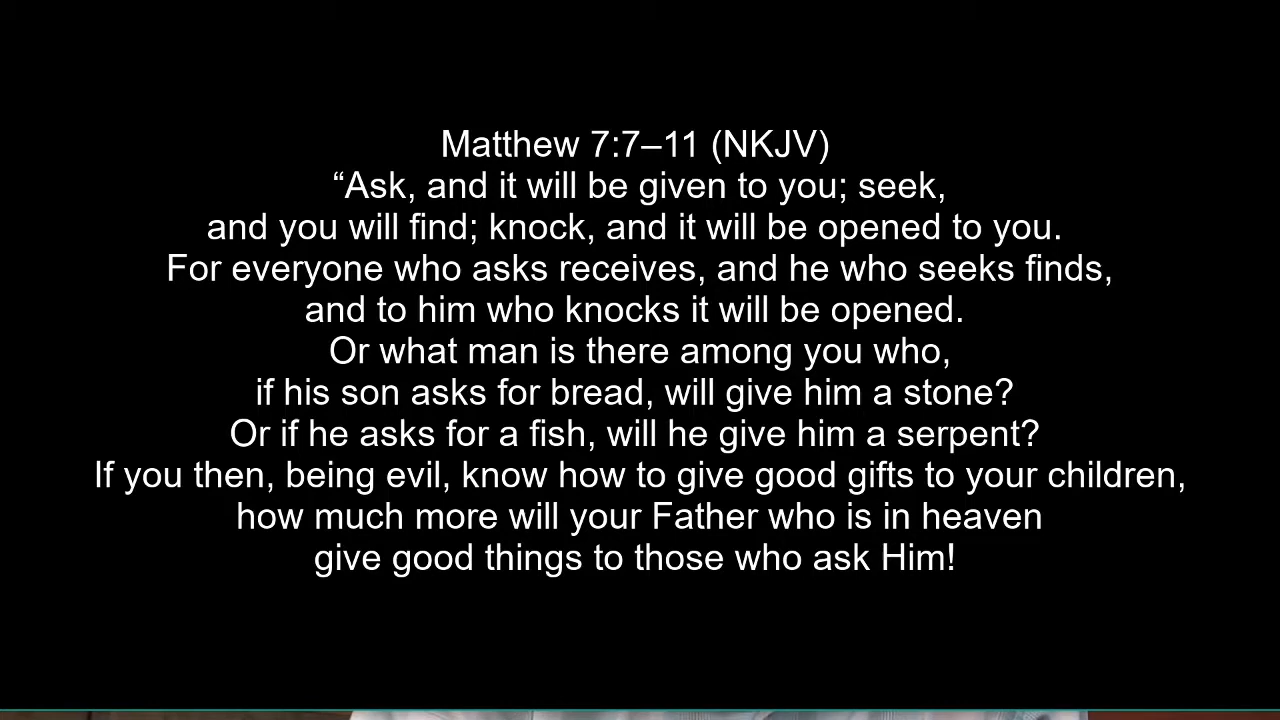 Matthew 7:7–11 (NKJV)
“Ask, and it will be given to you; seek,
and you will find; knock, and it will be opened to you.
For everyone who asks receives, and he who seeks finds,
and to him who knocks it will be opened.
Or what man is there among you who,
if his son asks for bread, will give him a stone?
Or if he asks for a fish, will he give him a serpent?
If you then, being evil, know how to give good gifts to your children,
how much more will your Father who is in heaven
give good things to those who ask Him!